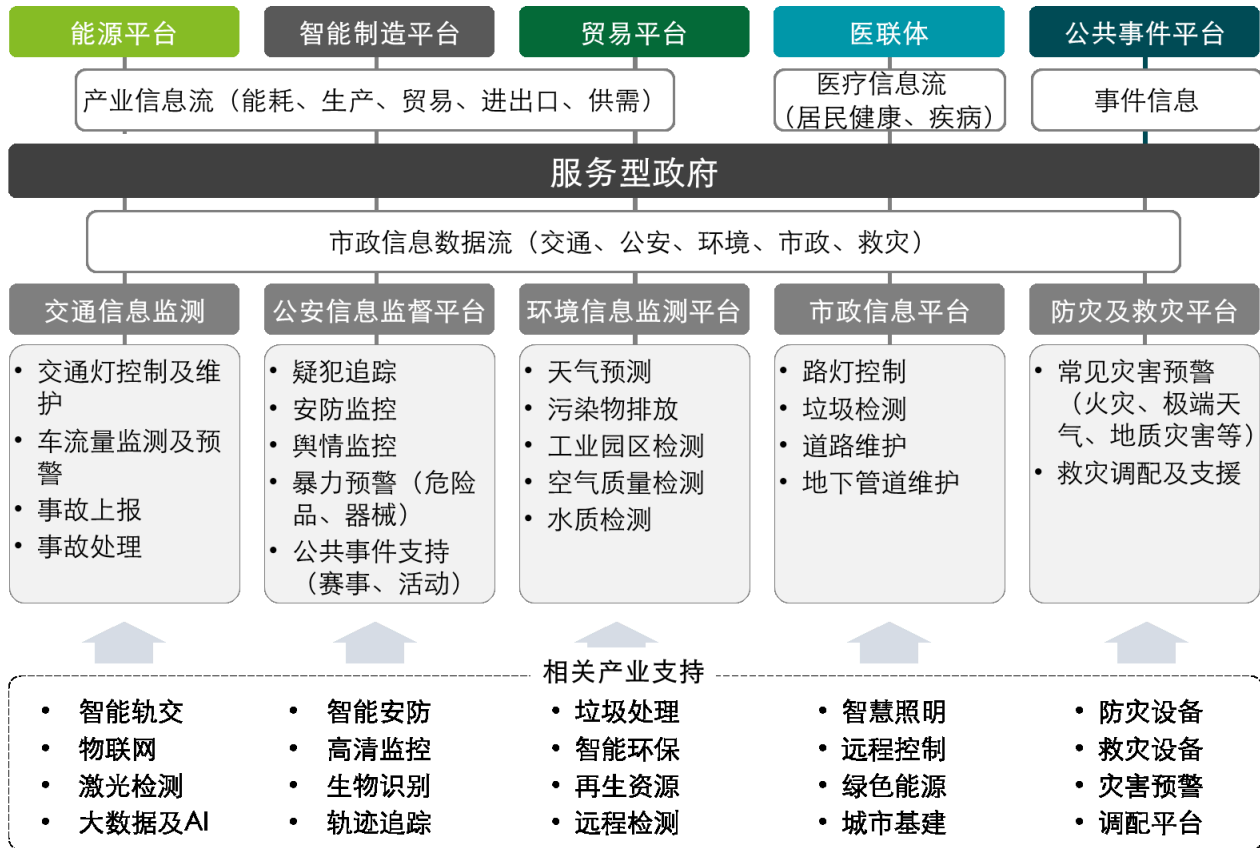 能源平台
智能制造平台
贸易平台
医联体
公共事件平台
产业信息流（能耗、生产、贸易、进出口、供需）
医疗信息流
（居民健康、疾病）
事件信息
服务型政府
市政信息数据流（交通、公安、环境、市政、救灾）
交通信息监测
公安信息监督平台
环境信息监测平台
市政信息平台
防灾及救灾平台
• 交通灯控制及维
护
• 车流量监测及预
警
• 事故上报
• 事故处理
• 疑犯追踪
• 安防监控
• 舆情监控
• 暴力预警（危险
品、器械）
• 公共事件支持
（赛事、活动）
• 天气预测
• 污染物排放
• 工业园区检测
• 空气质量检测
• 水质检测
• 路灯控制
• 垃圾检测
• 道路维护
• 地下管道维护
• 常见灾害预警
（火灾、极端天
气、地质灾害等）
• 救灾调配及支援
相关产业支持
• 智能轨交
• 物联网
• 激光检测
• 大数据及AI
• 智能安防
• 高清监控
• 生物识别
• 轨迹追踪
• 垃圾处理
• 智能环保
• 再生资源
• 远程检测
• 智慧照明
• 远程控制
• 绿色能源
• 城市基建
• 防灾设备
• 救灾设备
• 灾害预警
• 调配平台